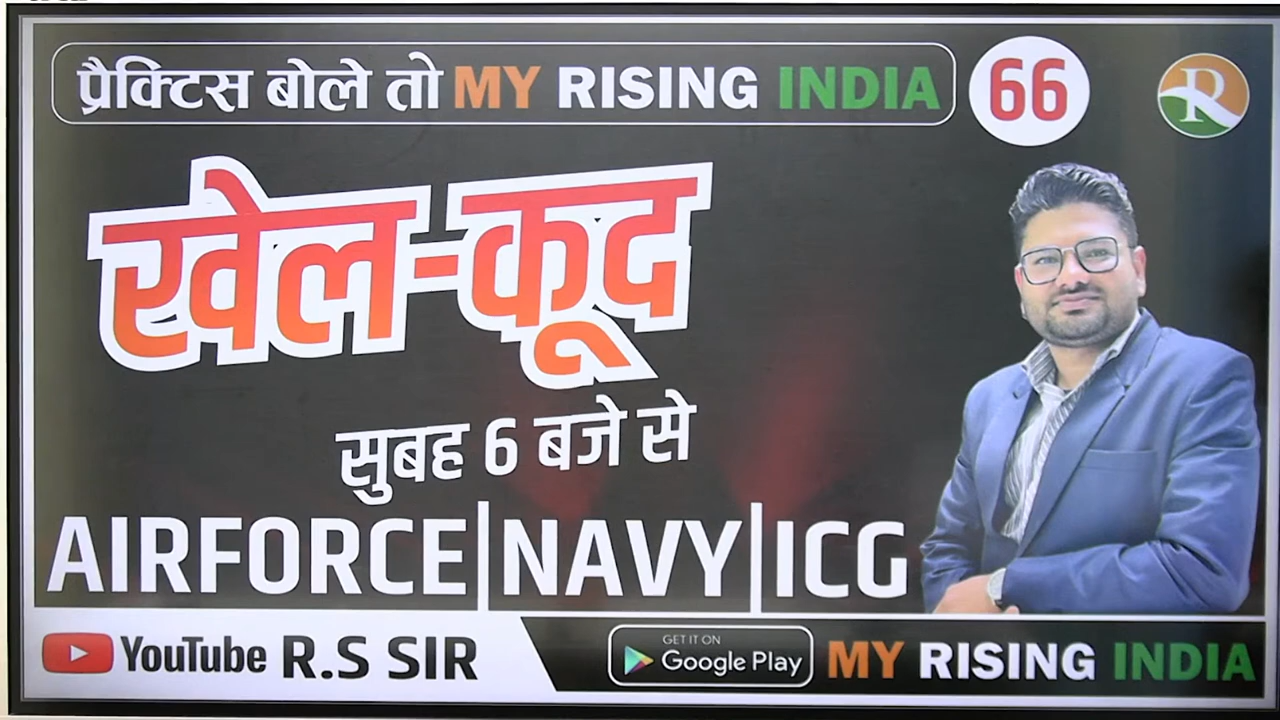 प्रैक्टिस बोले तो MY RISING INDIA 66
R
खेल-कूद
सुबह 6 बजे से
AIRFORCE|NAVY|ICG
YouTube R.S SIR
GET IT ON
Google Play
MY RISING INDIA